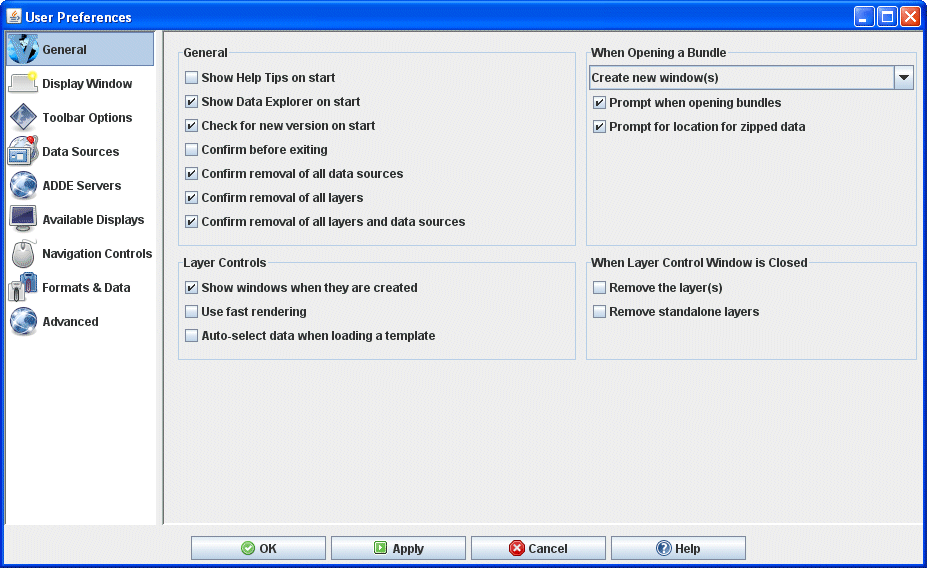 User Preferences
General
Display Window
Toolbar Options
Data Sources
ADDE Servers
Available Displays
Navigation Controls
Formats & Data
Advanced
General
Show Help Tips on start
Show Data Explorer on start
Check for new version on start
Confirm before exiting
Confirm removal of all data sources
Confirm removal of all layers
Confirm removal of all layers and data sources
When Opening a Bundle
Create new window(s)
Prompt when opening bundles
Prompt for location for zipped data
Layer Controls
Show windows when they are created
Use fast rendering
Auto-select data when loading a template
When Layer Control Window is Closed
Remove the layer(s)
Remove standalone layers
OK
Apply
Cancel
Help